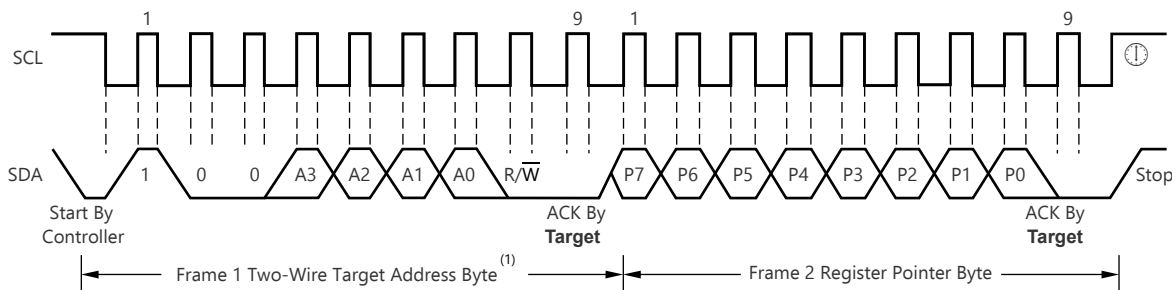 1 9 1 9
SCL
SDA 1 0 0 A3 A2 A1 A0 R/W̅ P7 P6 P5 P4 P3 P2 P1 P0 Stop
Start By ACK By ACK By
Controller Target Target
Frame 1 Two-Wire Target Address Byte(1) Frame 2 Register Pointer Byte